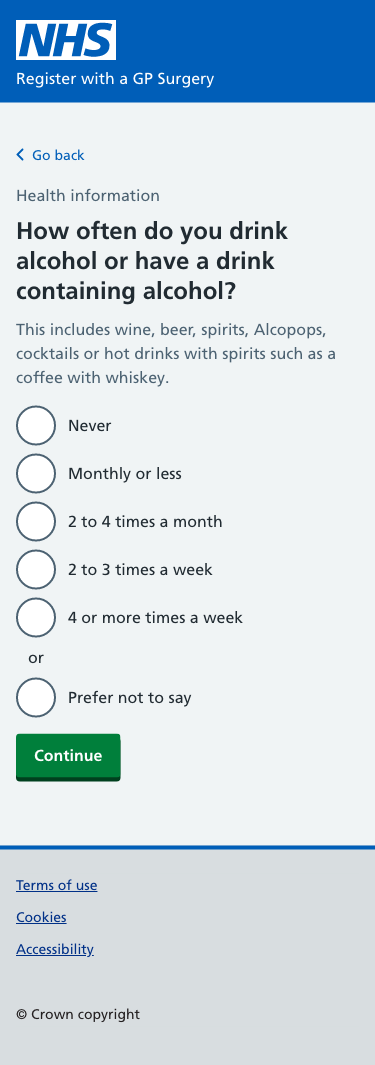 NHS
Register with a GP Surgery
Go back
Health information
How often do you drink
alcohol or have a drink
containing alcohol?
This includes wine, beer, spirits, Alcopops,
cocktails or hot drinks with spirits such as a
coffee with whiskey.
Never
Monthly or less
2 to 4 times a month
2 to 3 times a week
4 or more times a week
or
Prefer not to say
Continue
Terms of use
Cookies
Accessibility
© Crown copyright